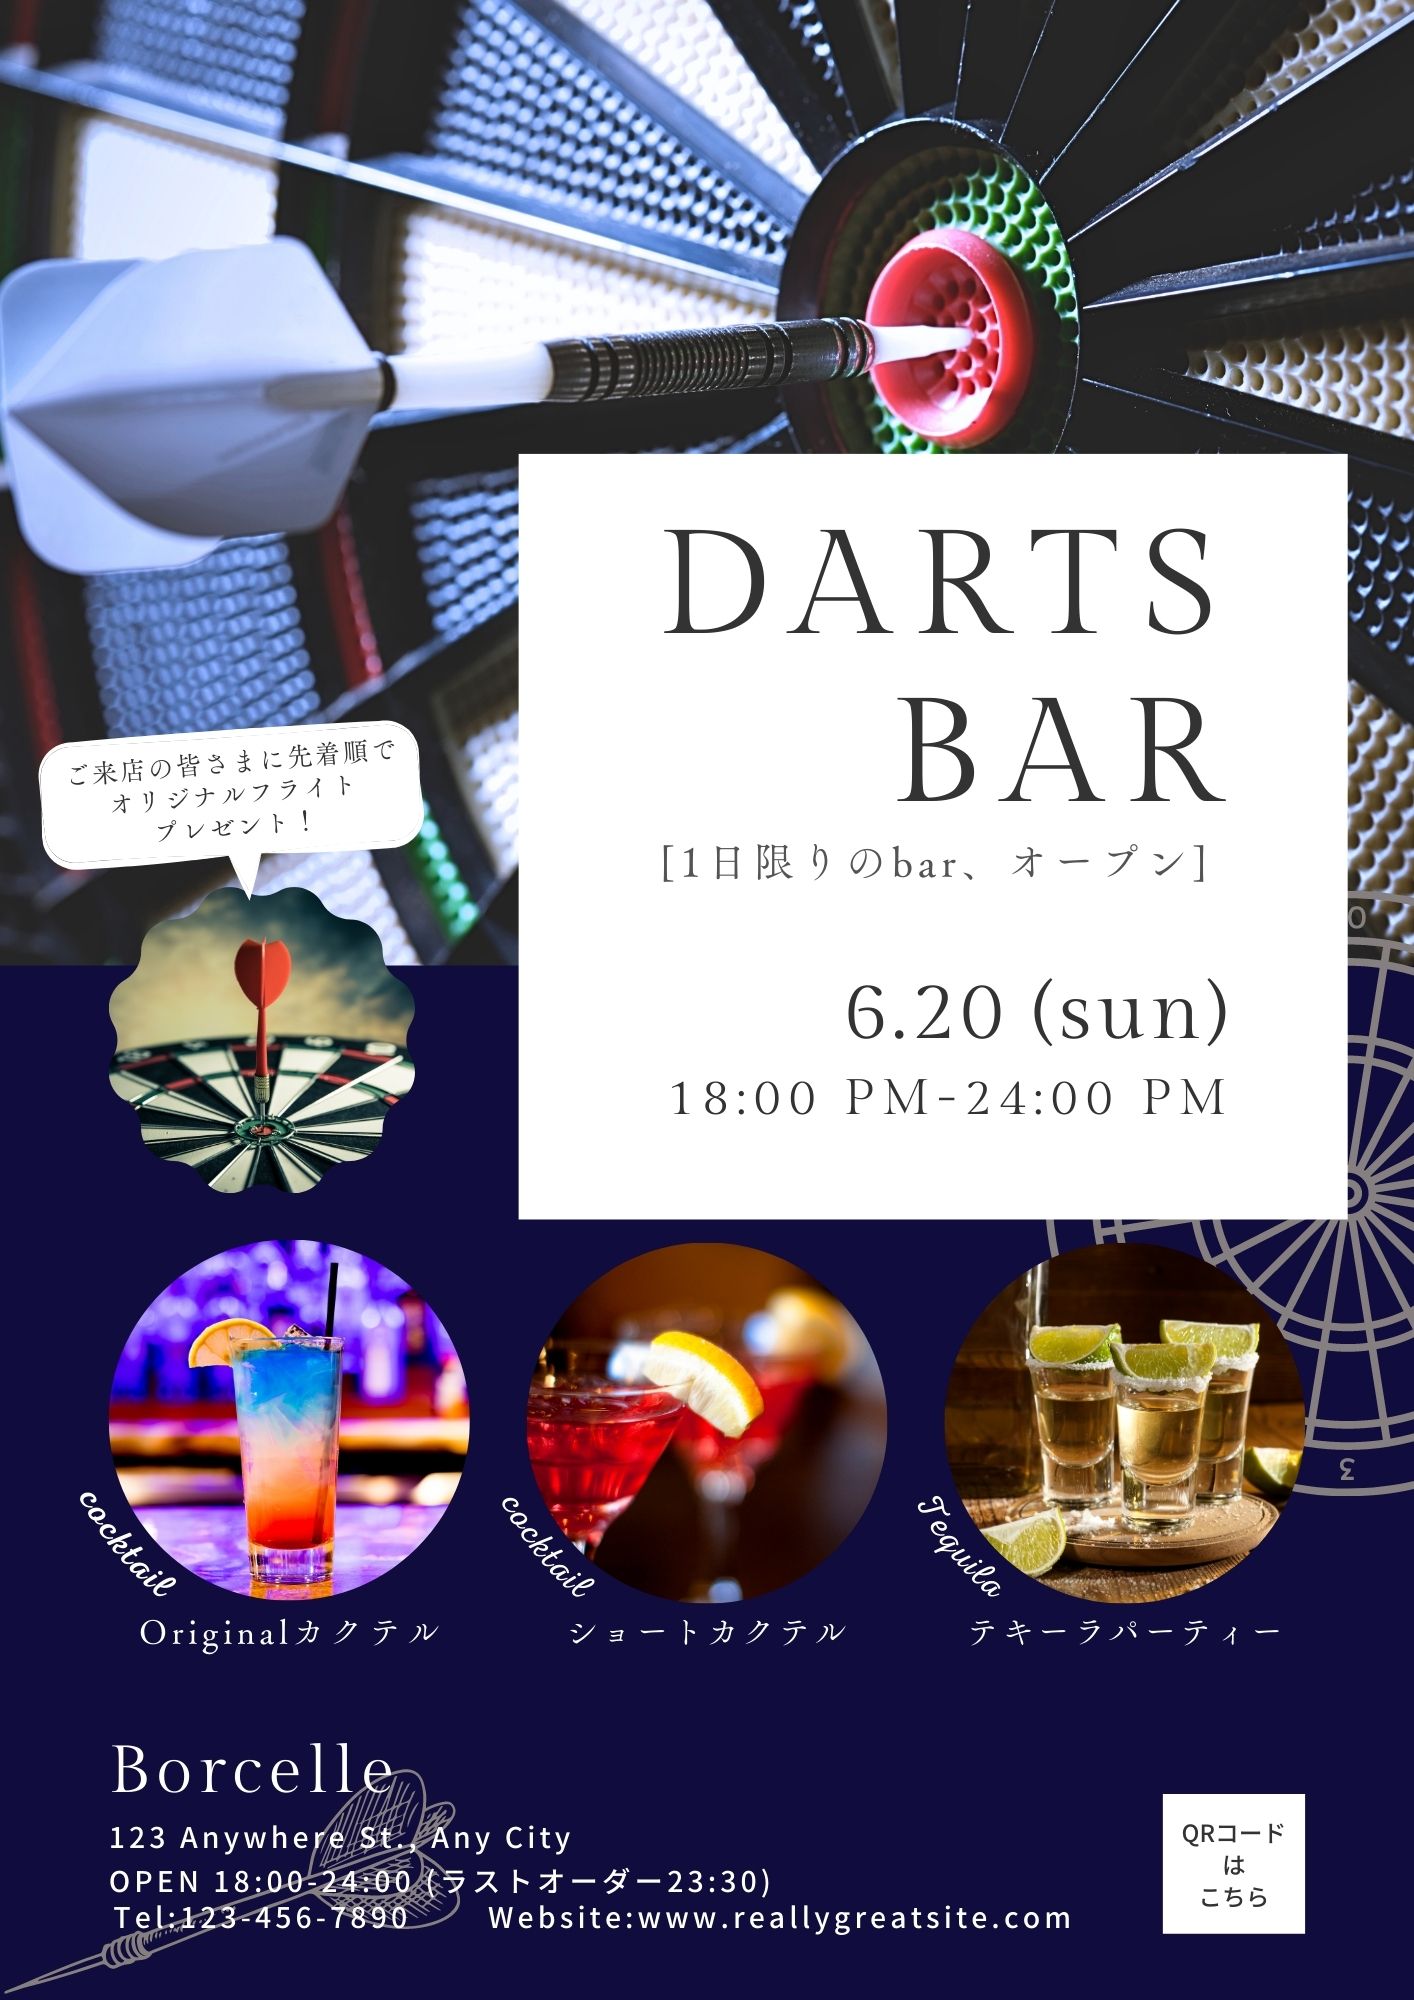 DARTS
BAR
[1日限りのbar、オープン]
6.20 (sun)
18:00 PM-24:00 PM
ご来店の皆さまに先着順で
オリジナルフライト
プレゼント！
0
3
cocktail
Originalカクテル
cocktail
ショートカクテル
Tequila
テキーラパーティー
Borcelle
123 Anywhere St., Any City
OPEN 18:00-24:00 (ラストオーダー23:30)
Tel:123-456-7890 Website:www.reallygreatsite.com
QRコード
は
こちら